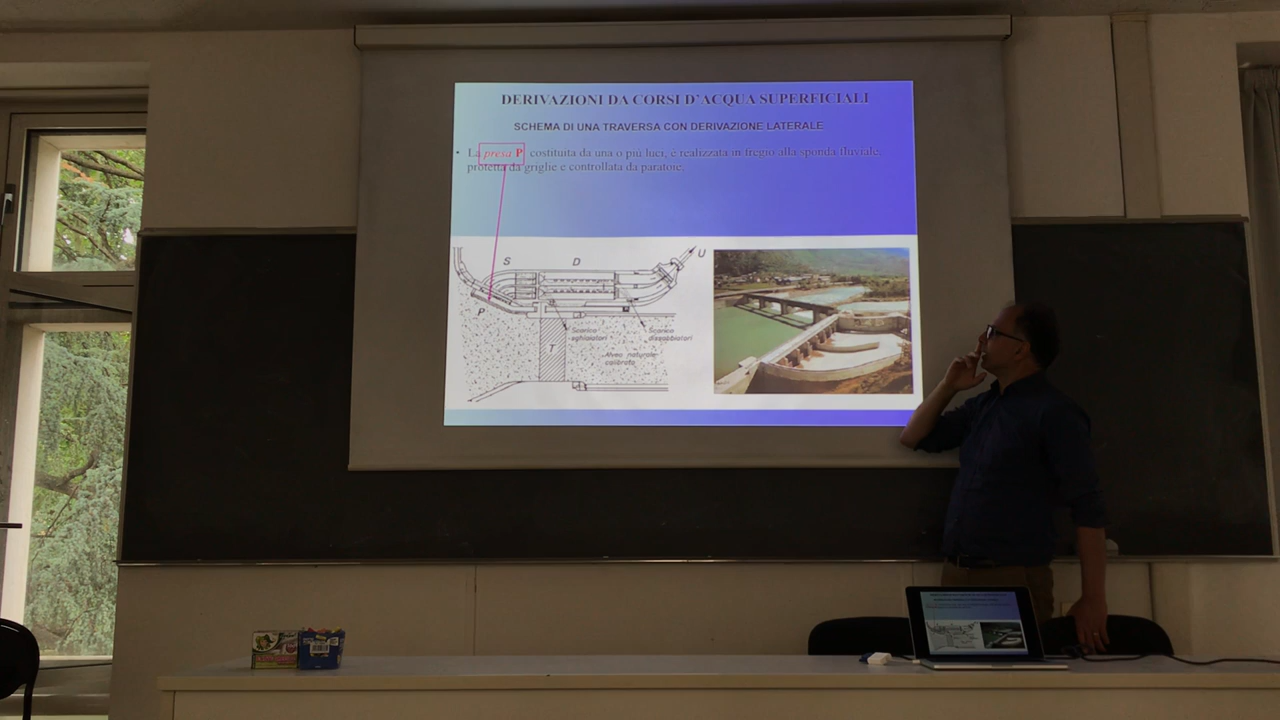 DERIVAZIONI DA CORSI D'ACQUA SUPERFICIALI
SCHEMA DI UNA TRAVERSA CON DERIVAZIONE LATERALE
• La presa P, costituita da una o più luci, è realizzata in fregio alla sponda fluviale,
protetta da griglie e controllata da paratoie.
S
D
U
P
T
Scarico
sghiaiatori
Scarico
dissabbiatori
Alveo naturale
calibrato